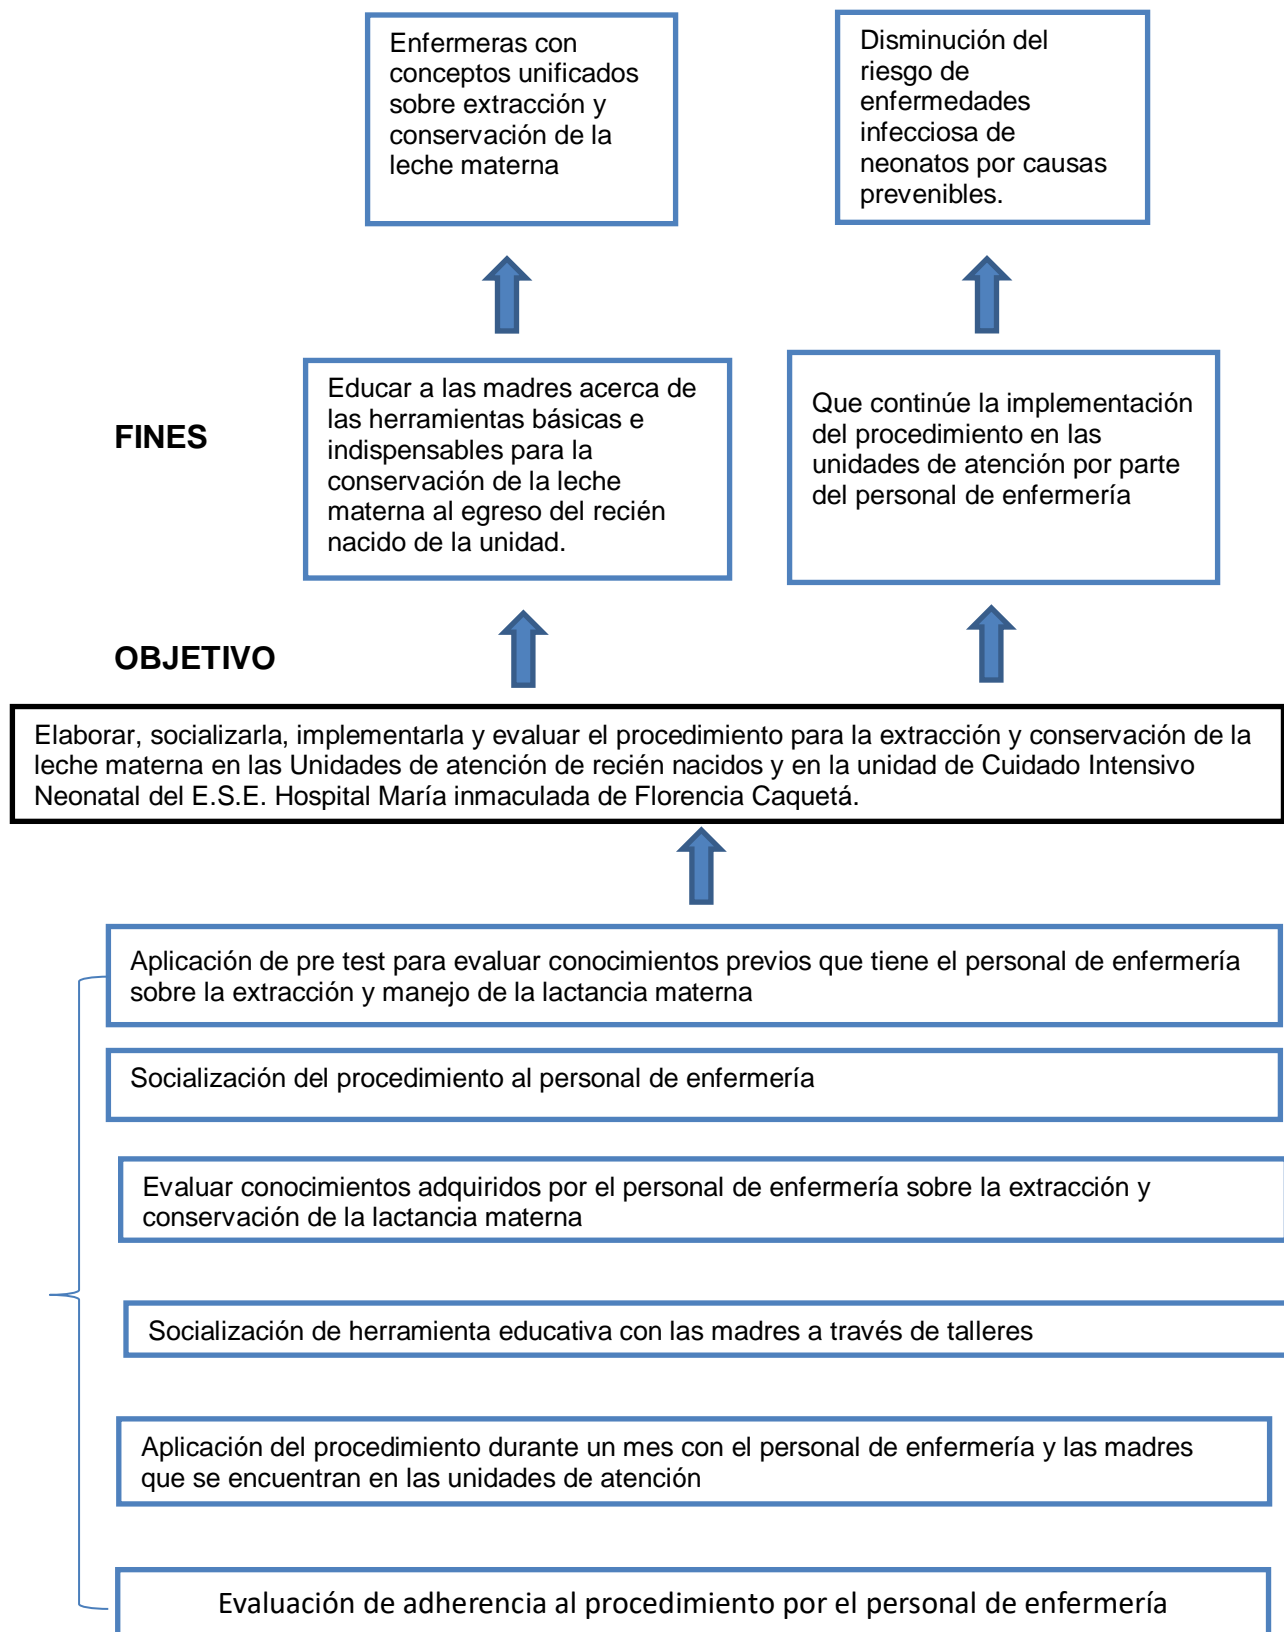 Enfermeras con
conceptos unificados
sobre extracción y
conservación de la
leche materna
Disminución del
riesgo de
enfermedades
infecciosa de
neonatos por causas
prevenibles.
FINES
Educar a las madres acerca de
las herramientas básicas e
indispensables para la
conservación de la leche
materna al egreso del recién
nacido de la unidad.
Que continúe la implementación
del procedimiento en las
unidades de atención por parte
del personal de enfermería
OBJETIVO
Elaborar, socializarla, implementarla y evaluar el procedimiento para la extracción y conservación de la
leche materna en las Unidades de atención de recién nacidos y en la unidad de Cuidado Intensivo
Neonatal del E.S.E. Hospital María inmaculada de Florencia Caquetá.
Aplicación de pre test para evaluar conocimientos previos que tiene el personal de enfermería
sobre la extracción y manejo de la lactancia materna
Socialización del procedimiento al personal de enfermería
Evaluar conocimientos adquiridos por el personal de enfermería sobre la extracción y
conservación de la lactancia materna
Socialización de herramienta educativa con las madres a través de talleres
Aplicación del procedimiento durante un mes con el personal de enfermería y las madres
que se encuentran en las unidades de atención
Evaluación de adherencia al procedimiento por el personal de enfermería